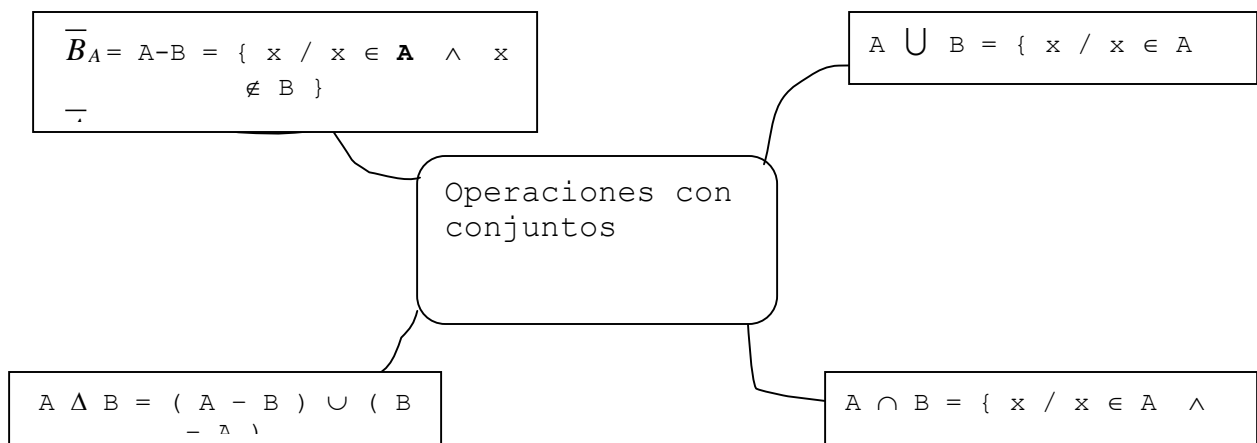 B̅A = A-B = { x / x ∈ A ∧ x
∉ B }
A ⋃ B = { x / x ∈ A
Operaciones con
conjuntos
A Δ B = ( A – B ) ∪ ( B
– A )
A ∩ B = { x / x ∈ A ∧